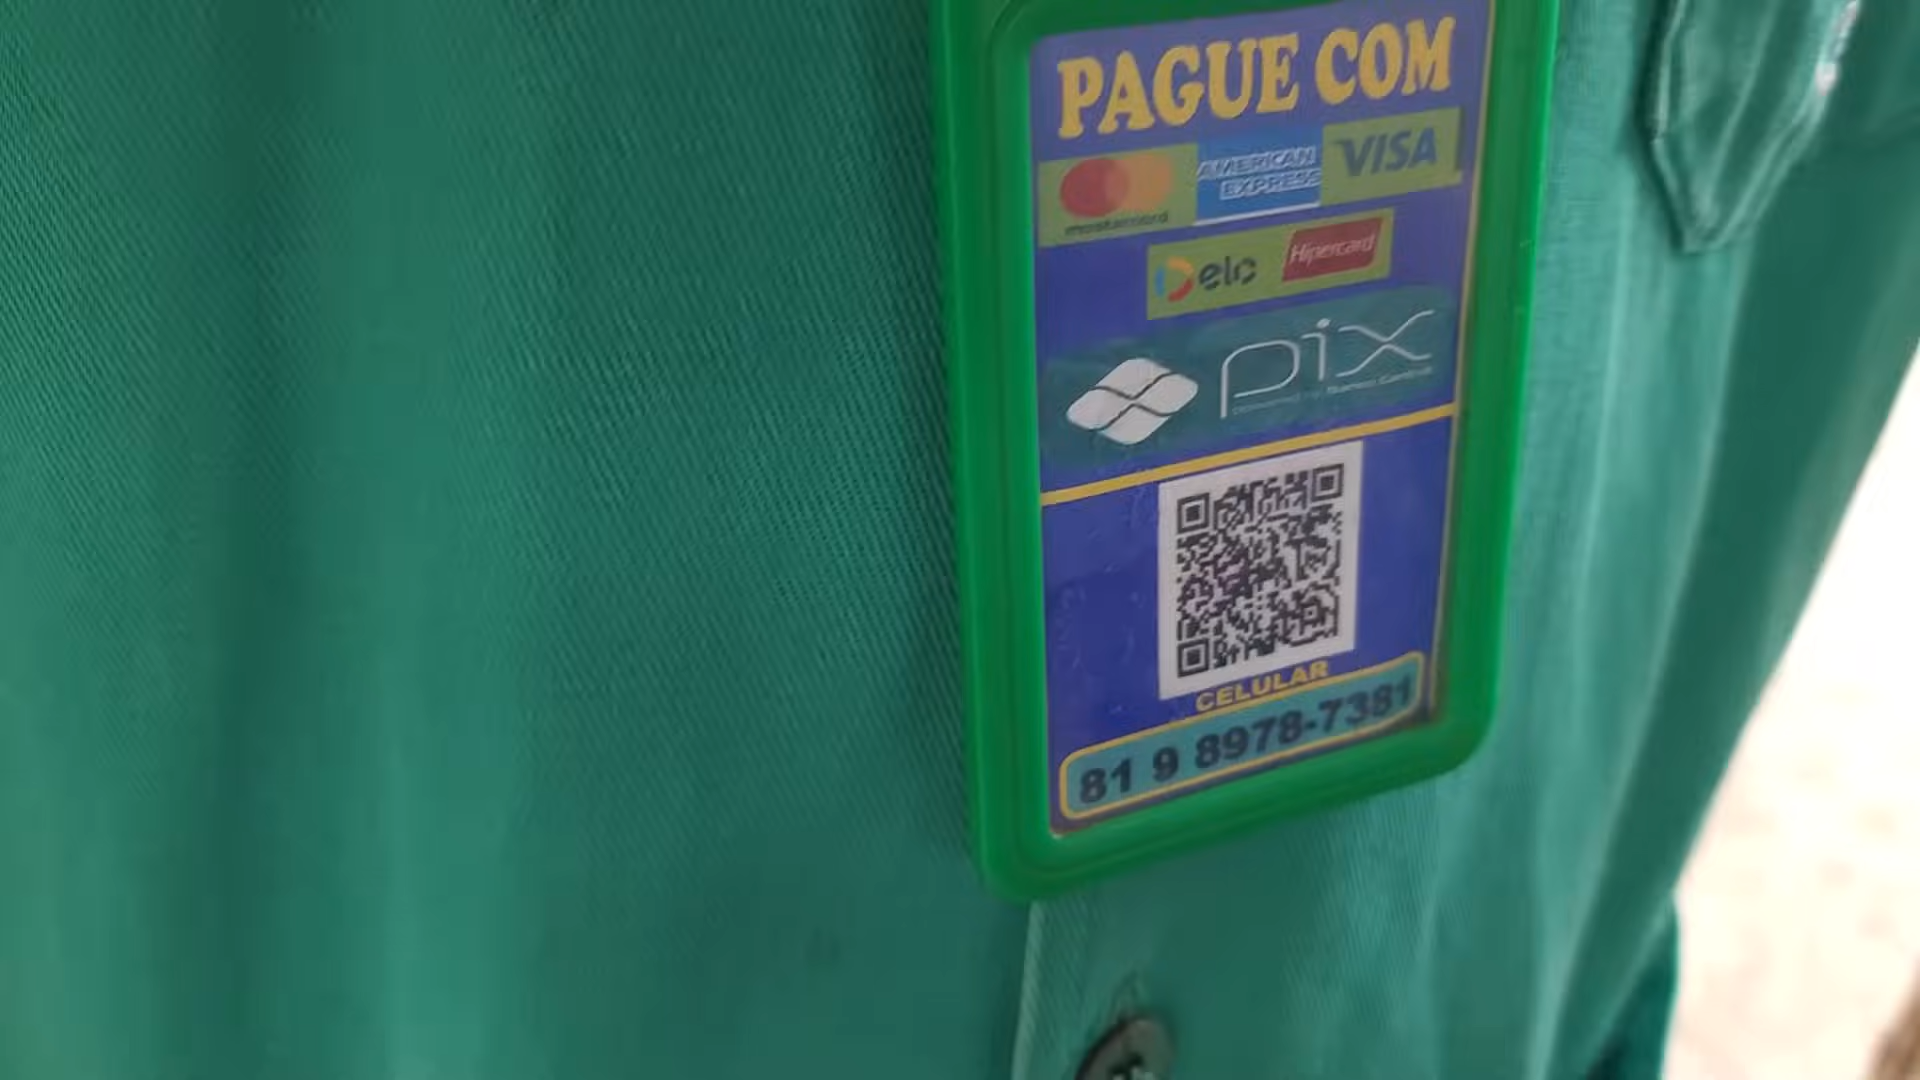 PAGUE COM
mastercard
AMERICAN
EXPRESS
VISA
elo
Hipercard
pix
CELULAR
81 9 8978-7381